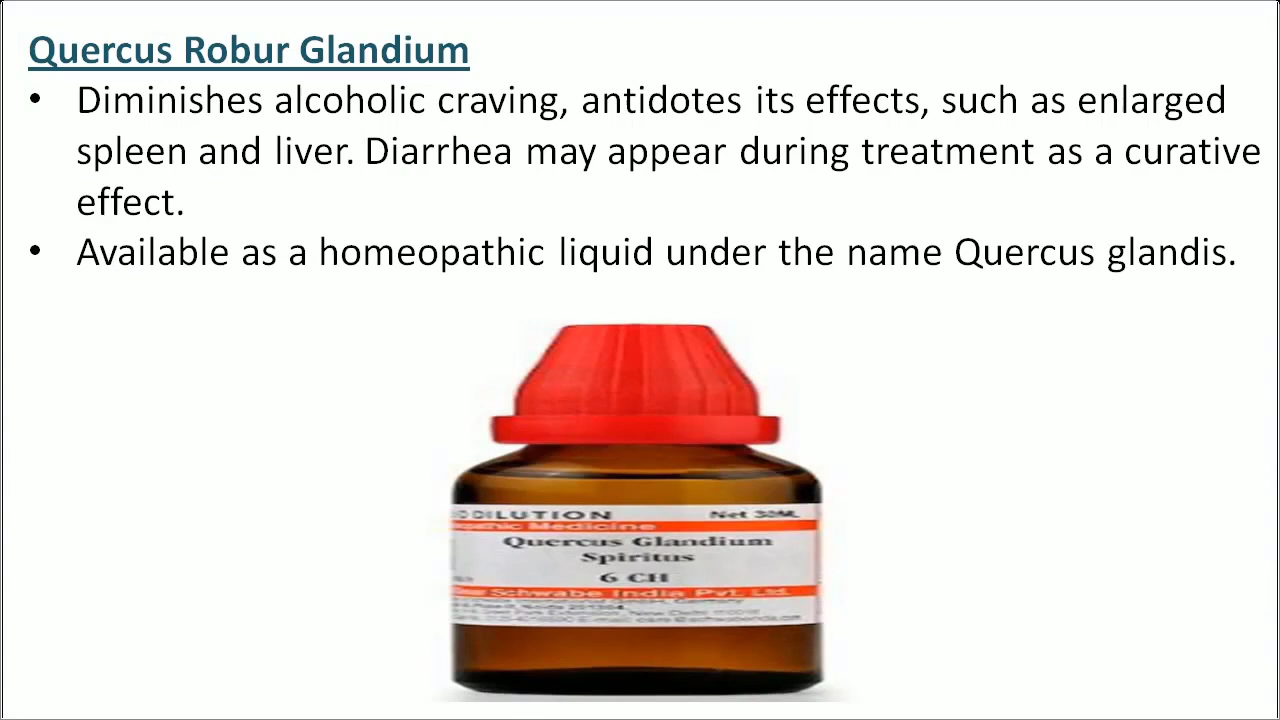 Quercus Robur Glandium
• Diminishes alcoholic craving, antidotes its effects, such as enlarged
spleen and liver. Diarrhea may appear during treatment as a curative
effect.
• Available as a homeopathic liquid under the name Quercus glandis.
DILUTION Net 30ML
Medicine
Quercus Glandium
Spiritus
6 CH
Schwabe India Pvt. Ltd.